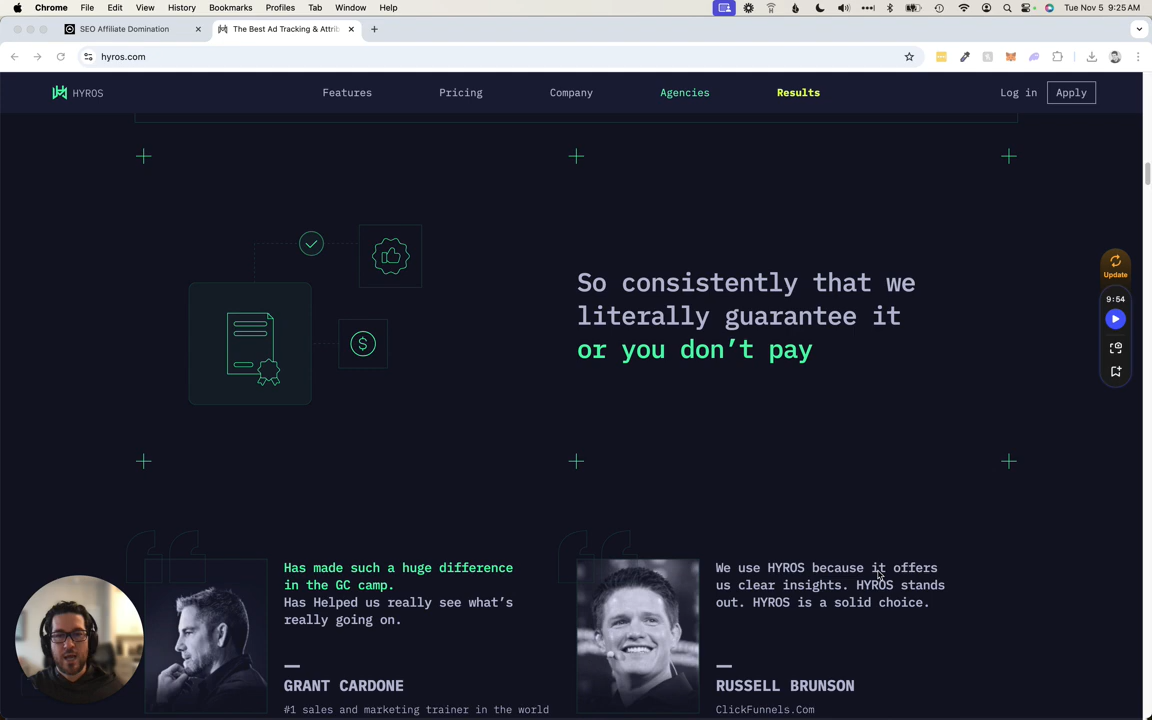 Chrome File Edit View History Bookmarks Profiles Tab Window Help Tue Nov 5 9:25 AM
SEO Affiliate Domination
The Best Ad Tracking & Attrib
hyros.com
HYROS Features Pricing Company Agencies Results Log in Apply
So consistently that we
literally guarantee it
or you don't pay
Update
9:54
Has made such a huge difference
in the GC camp.
Has Helped us really see what's
really going on.
GRANT CARDONE
#1 sales and marketing trainer in the world
We use HYROS because it offers
us clear insights. HYROS stands
out. HYROS is a solid choice.
RUSSELL BRUNSON
ClickFunnels.Com